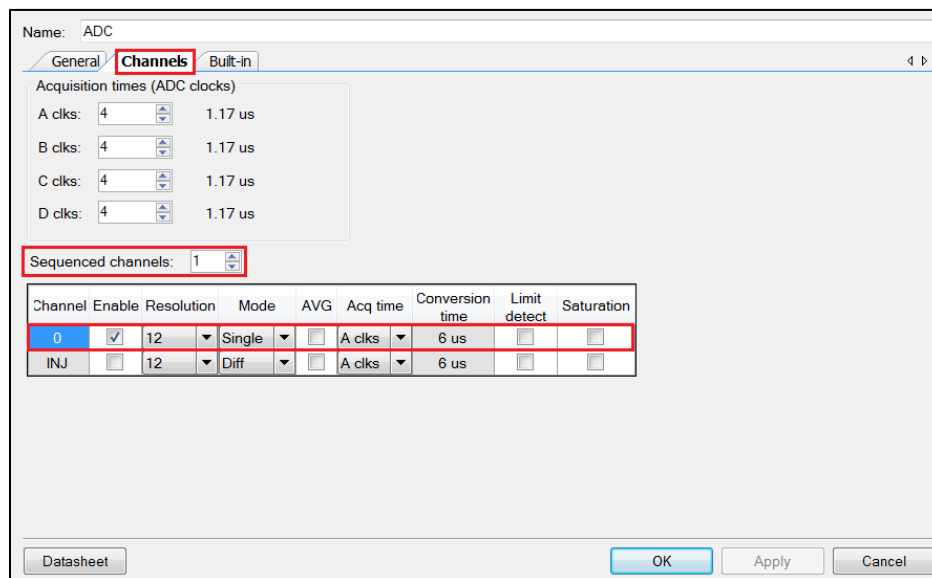 Name: ADC
General Channels Built-in
Acquisition times (ADC clocks)
A clks: 4 1.17 us
B clks: 4 1.17 us
C clks: 4 1.17 us
D clks: 4 1.17 us
Sequenced channels: 1
Channel Enable Resolution Mode AVG Acq time Conversion time Limit detect Saturation
0 12 Single A clks 6 us
INJ 12 Diff A clks 6 us
Datasheet OK Apply Cancel